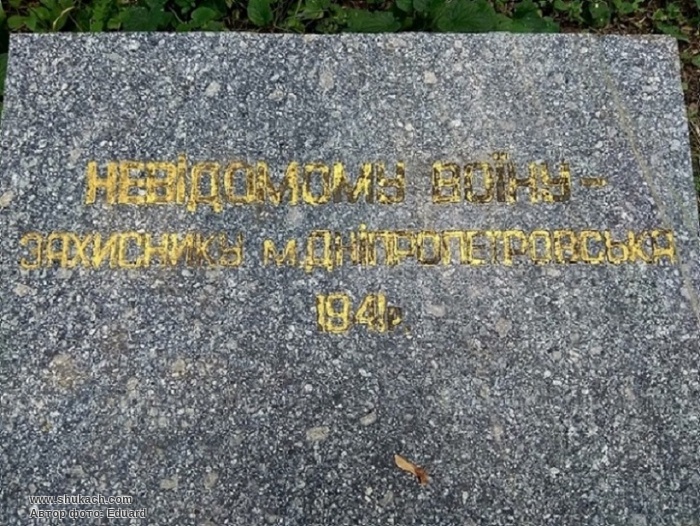 НЕВІДОМОМУ ВОЇНУ –
ЗАХИСНИКУ м.ДНІПРОПЕТРОВСЬКА
1941р.
www.shukach.com
Автор фото- Eduard